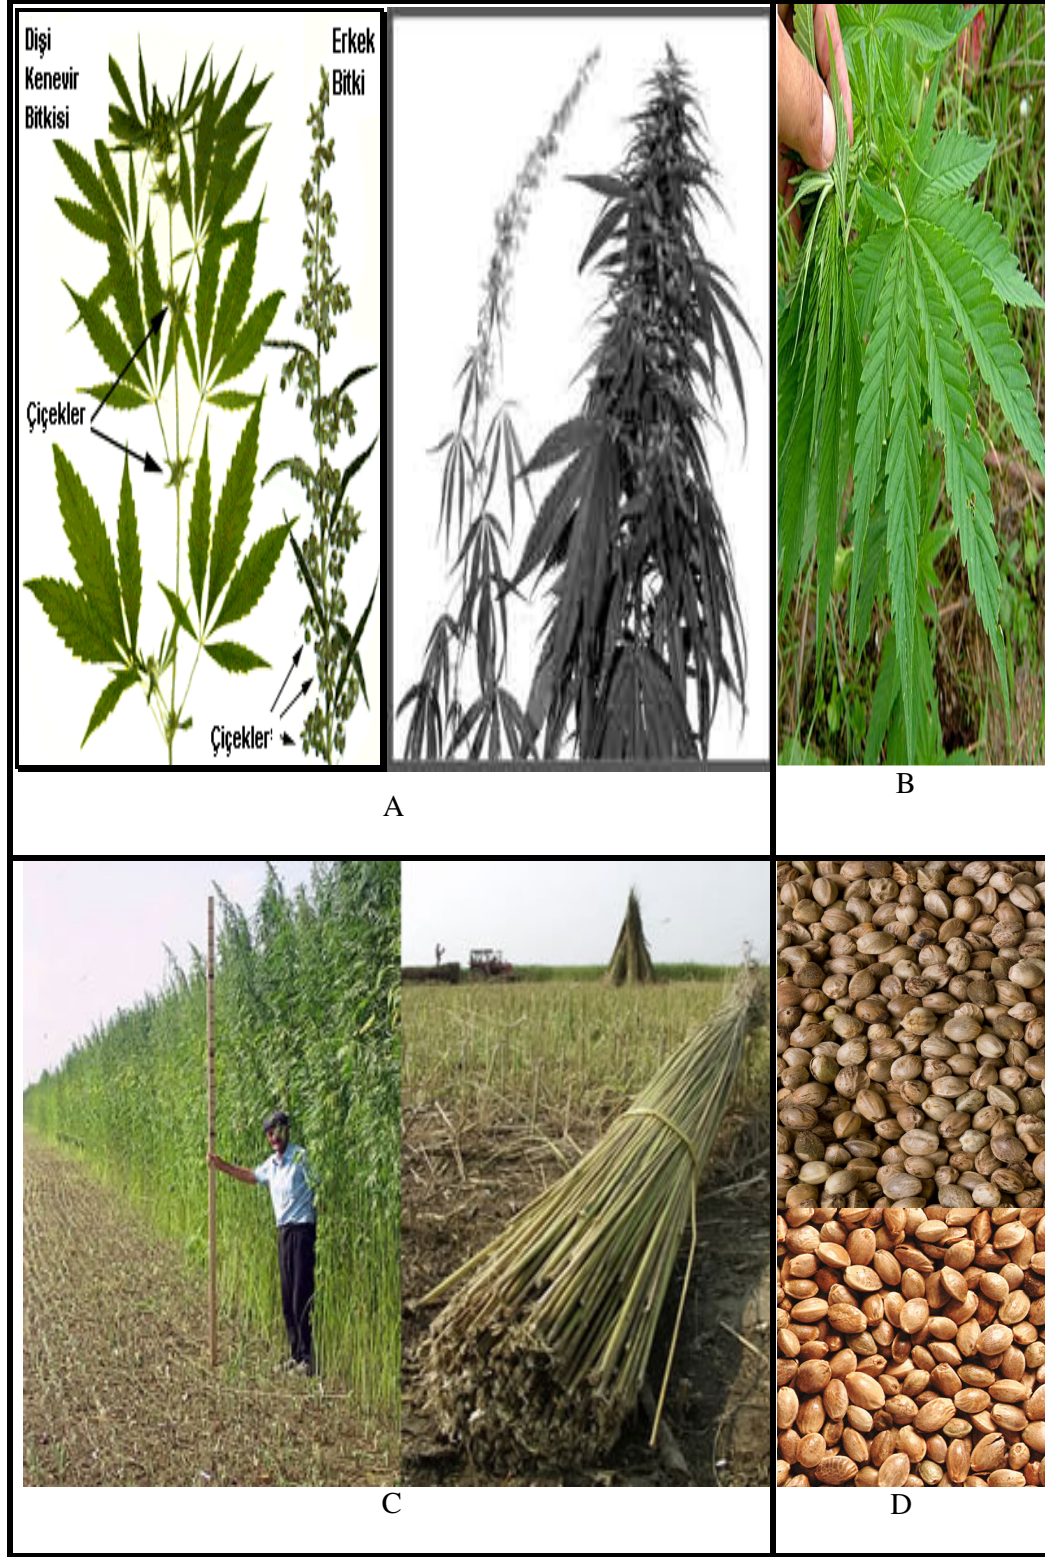 Dişi
Kenevir
Bitkisi
Erkek
Bitki
Çiçekler
Çiçekler
A
B
C
D